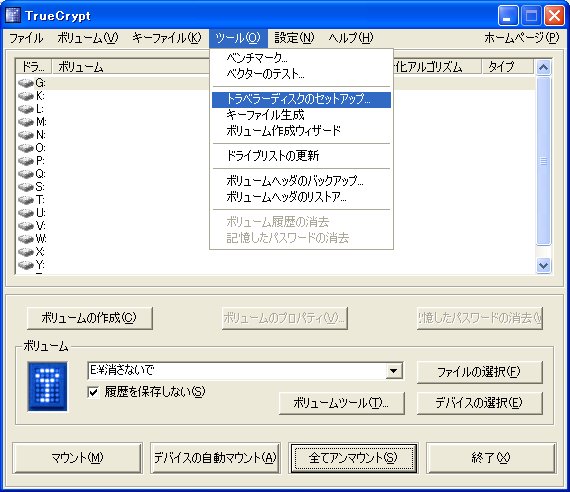 TrueCrypt
ファイル ボリューム(V) キーファイル(K) ツール(O) 設定(N) ヘルプ(H) ホームページ(P)
ドラ... ボリューム 化アルゴリズム タイプ
ベンチマーク...
ベクターのテスト...
トラベラーディスクのセットアップ...
キーファイル生成
ボリューム作成ウィザード
ドライブリストの更新
ボリュームヘッダのバックアップ...
ボリュームヘッダのリストア...
ボリューム履歴の消去
記憶したパスワードの消去
G:
K:
L:
M:
N:
O:
P:
Q:
S:
T:
U:
V:
W:
X:
Y:
ボリュームの作成(C) ボリュームのプロパティ(V)... 憶したパスワードの消去(
ボリューム
E:¥消さないで ファイルの選択(F)
履歴を保存しない(S) ボリュームツール(T)... デバイスの選択(E)
マウント(M) デバイスの自動マウント(A) 全てアンマウント(S) 終了(X)